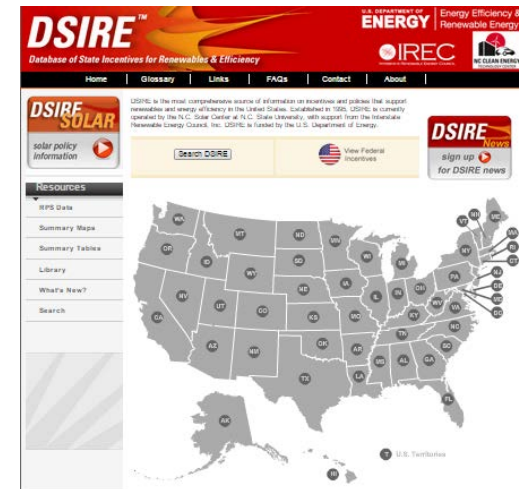 DSIRE™
Database of State Incentives for Renewables & Efficiency
U.S. DEPARTMENT OF
ENERGY
Energy Efficiency &
Renewable Energy
IREC
NC CLEAN ENERGY
TECHNOLOGY CENTER
Home Glossary Links FAQs Contact About
DSIRE
SOLAR
solar policy
information
DSIRE is the most comprehensive source of information on incentives and policies that support
renewables and energy efficiency in the United States. Established in 1995, DSIRE is currently
operated by the N.C. Solar Center at N.C. State University, with support from the Interstate
Renewable Energy Council, Inc. DSIRE is funded by the U.S. Department of Energy.
Search DSIRE
View Federal
Incentives
DSIRE
News
sign up
for DSIRE news
Resources
RPS Data
Summary Maps
Summary Tables
Library
What's New?
Search
WA
MT
ND
MN
VT
NH
ME
OR
ID
SD
WI
MI
NY
MA
RI
CT
WY
IA
PA
NJ
NV
NE
IL
IN
OH
DE
UT
CO
WV
VA
DC
CA
KS
MO
KY
NC
AZ
NM
OK
AR
TN
SC
TX
LA
MS
AL
GA
FL
AK
HI
T U.S. Territories